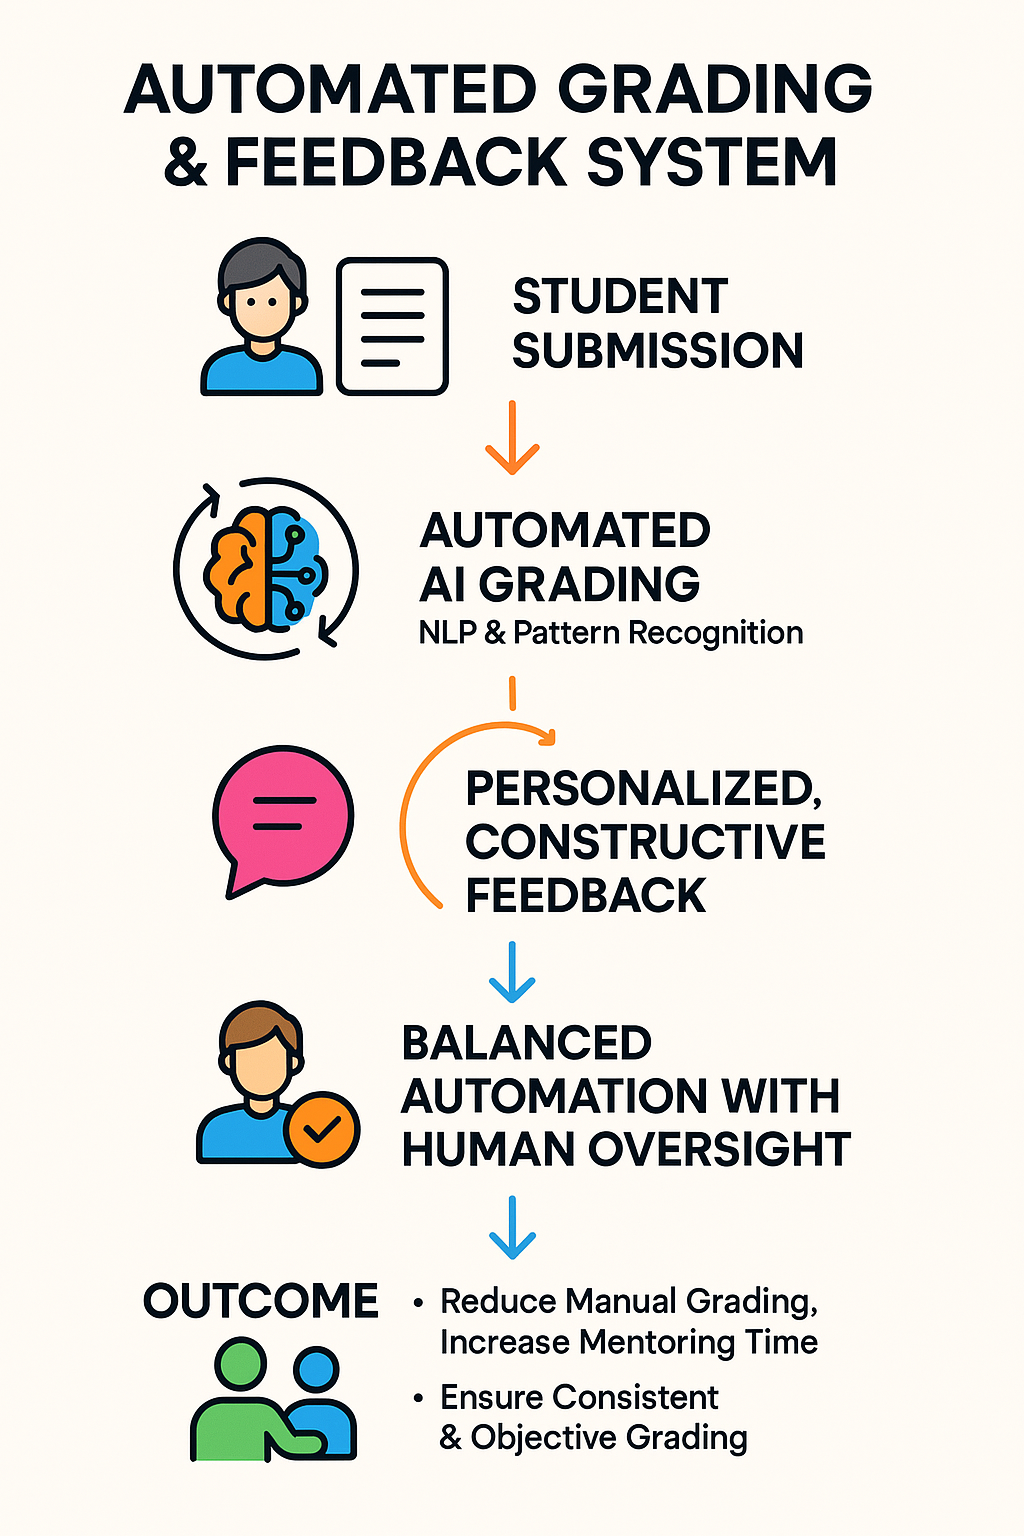 AUTOMATED GRADING
& FEEDBACK SYSTEM
STUDENT
SUBMISSION
AUTOMATED
AI GRADING
NLP & Pattern Recognition
PERSONALIZED,
CONSTRUCTIVE
FEEDBACK
BALANCED
AUTOMATION WITH
HUMAN OVERSIGHT
OUTCOME
• Reduce Manual Grading,
Increase Mentoring Time
• Ensure Consistent
& Objective Grading